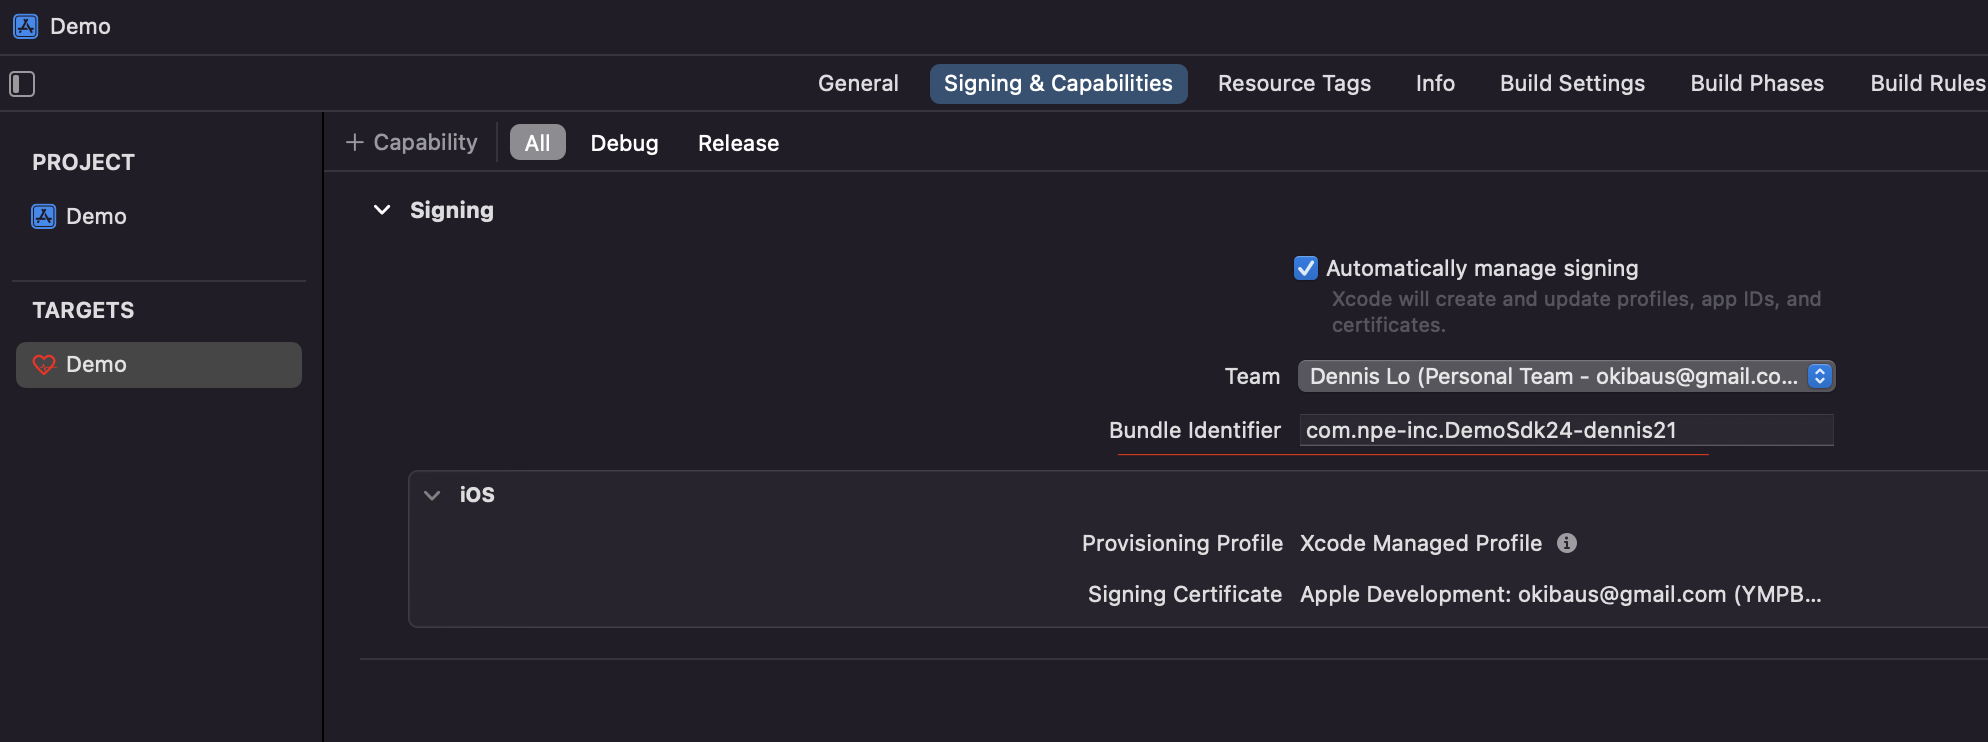 Demo
General Signing & Capabilities Resource Tags Info Build Settings Build Phases Build Rules
PROJECT
Demo
TARGETS
Demo
+ Capability All Debug Release
Signing
Automatically manage signing
Xcode will create and update profiles, app IDs, and
certificates.
Team Dennis Lo (Personal Team - okibaus@gmail.co...
Bundle Identifier com.npe-inc.DemoSdk24-dennis21
iOS
Provisioning Profile Xcode Managed Profile
Signing Certificate Apple Development: okibaus@gmail.com (YMPB...